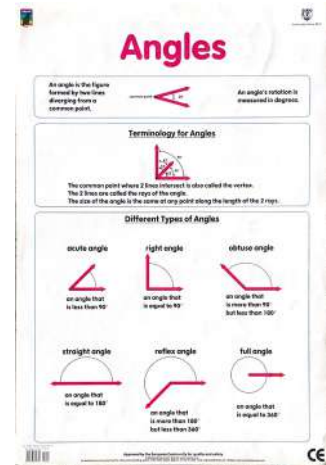 Angles
An angle is the figure
formed by two lines
diverging from a
common point.
common point
An angle's rotation is
measured in degrees.
Terminology for Angles
The common point where 2 lines intersect is also called the vertex.
The 2 lines are called the rays of the angle.
The size of the angle is the same at any point along the length of the 2 rays.
Different Types of Angles
acute angle
right angle
obtuse angle
an angle that
is less than 90°
an angle that
is equal to 90°
an angle that
is more than 90°
but less than 180°
straight angle
reflex angle
full angle
an angle that
is equal to 180°
an angle that
is more than 180°
but less than 360°
an angle that
is equal to 360°
CE